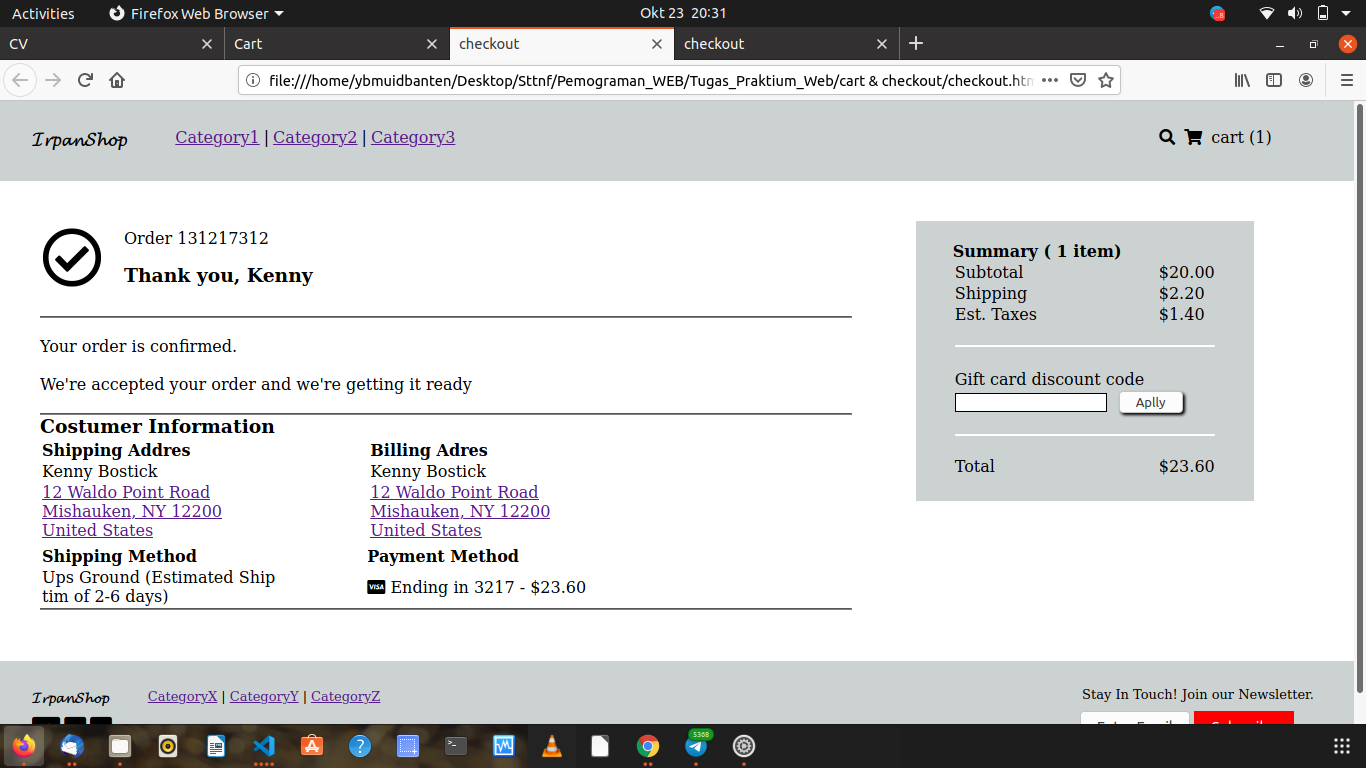 Activities Firefox Web Browser Okt 23 20:31
CV Cart checkout checkout
file:///home/ybmuidbanten/Desktop/Sttnf/Pemograman_WEB/Tugas_Praktium_Web/cart & checkout/checkout.htm
IrpanShop Category1 | Category2 | Category3 cart (1)
Order 131217312
Thank you, Kenny
Your order is confirmed.
We're accepted your order and we're getting it ready
Costumer Information
Shipping Addres Billing Adres
Kenny Bostick Kenny Bostick
12 Waldo Point Road 12 Waldo Point Road
Mishauken, NY 12200 Mishauken, NY 12200
United States United States
Shipping Method Payment Method
Ups Ground (Estimated Ship
tim of 2-6 days)
VISA Ending in 3217 - $23.60
Summary ( 1 item)
Subtotal $20.00
Shipping $2.20
Est. Taxes $1.40
Gift card discount code
Aplly
Total $23.60
IrpanShop CategoryX | CategoryY | CategoryZ
Stay In Touch! Join our Newsletter.
5368